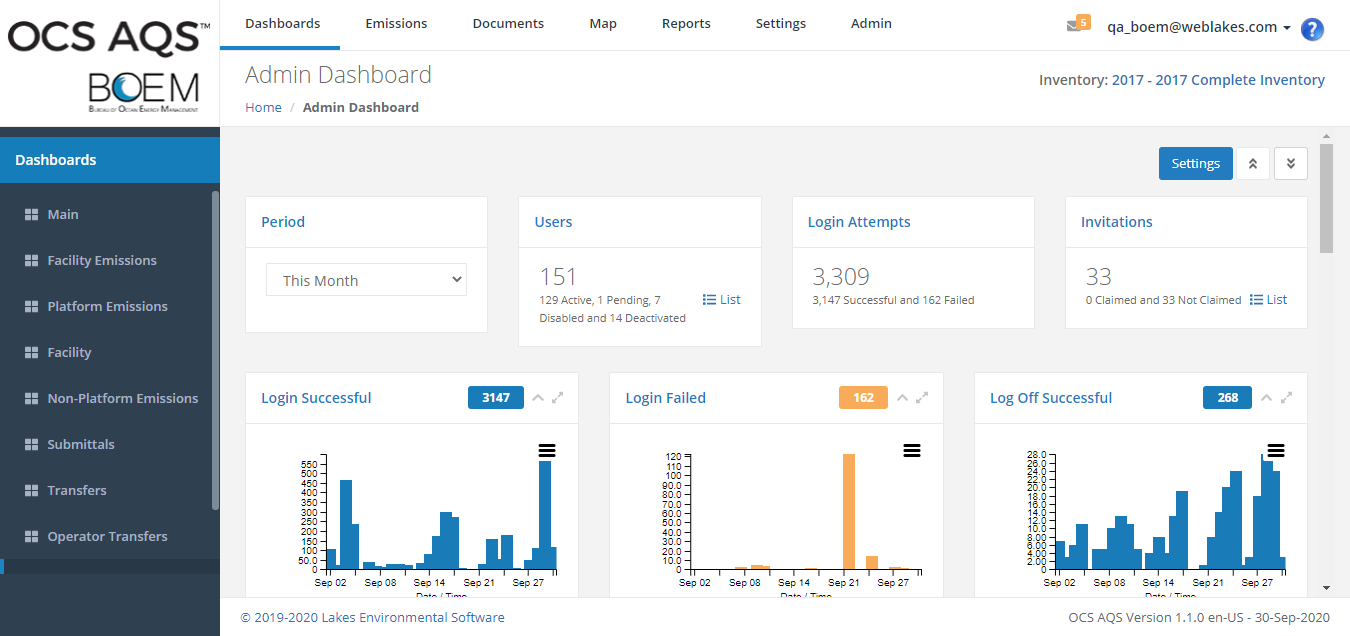 OCS AQS™
BOEM
BUREAU OF OCEAN ENERGY MANAGEMENT
Dashboards Emissions Documents Map Reports Settings Admin
5
qa_boem@weblakes.com
?
Admin Dashboard
Home / Admin Dashboard
Inventory: 2017 - 2017 Complete Inventory
Dashboards
Main
Facility Emissions
Platform Emissions
Facility
Non-Platform Emissions
Submittals
Transfers
Operator Transfers
Settings
Period
This Month
Users
151
129 Active, 1 Pending, 7
Disabled and 14 Deactivated
List
Login Attempts
3,309
3,147 Successful and 162 Failed
Invitations
33
0 Claimed and 33 Not Claimed
List
Login Successful 3147
550
500
450
400
350
300
250
200
150
100
50.0
0
Sep 02 Sep 08 Sep 14 Sep 21 Sep 27
Date / Time
Login Failed 162
120
110
100
90.0
80.0
70.0
60.0
50.0
40.0
30.0
20.0
10.0
0
Sep 02 Sep 08 Sep 14 Sep 21 Sep 27
Date / Time
Log Off Successful 268
28.0
26.0
24.0
22.0
20.0
18.0
16.0
14.0
12.0
10.0
8.00
6.00
4.00
2.00
Sep 02 Sep 08 Sep 14 Sep 21 Sep 27
Date / Time
© 2019-2020 Lakes Environmental Software
OCS AQS Version 1.1.0 en-US - 30-Sep-2020